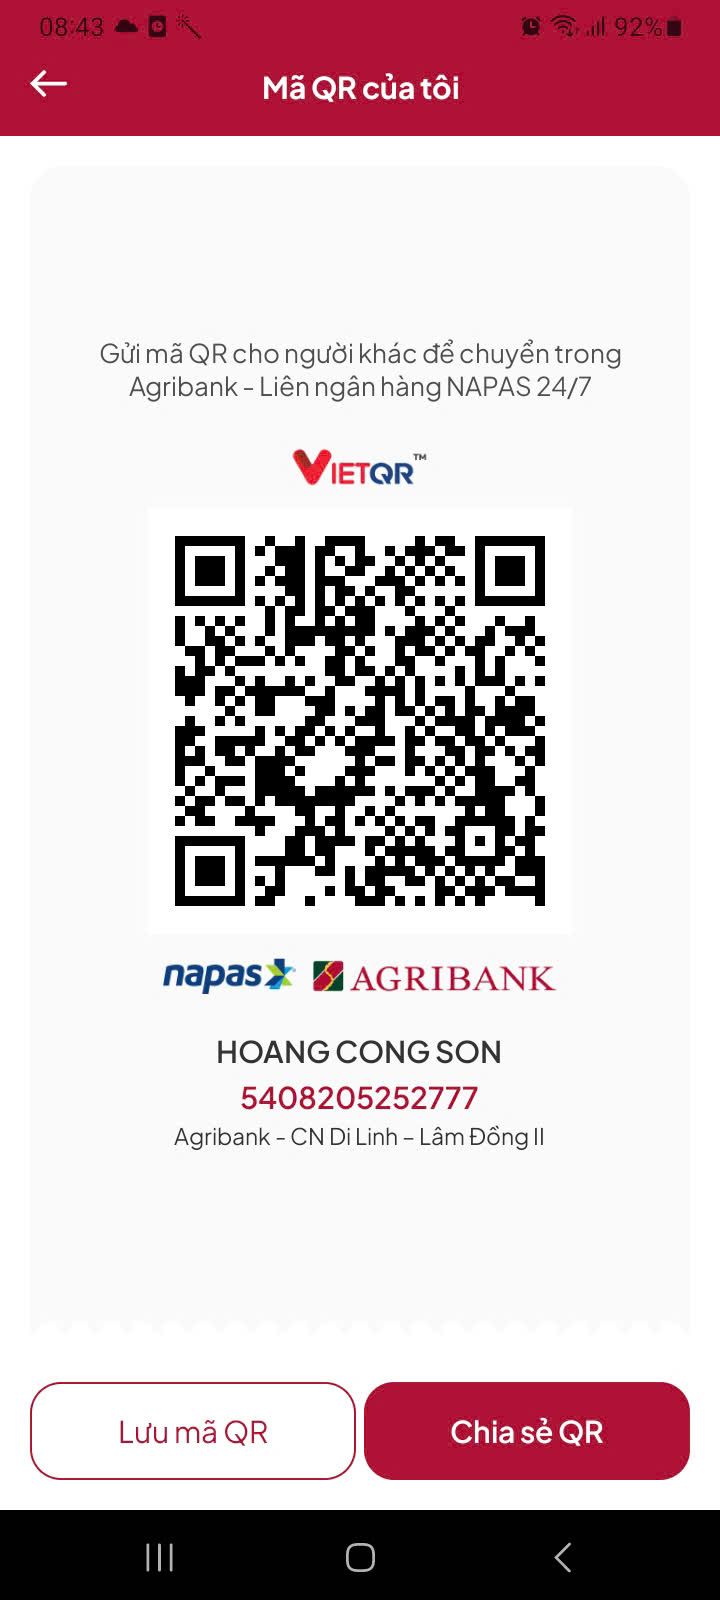 08:43
92%
Mã QR của tôi
Gửi mã QR cho người khác để chuyển trong
Agribank - Liên ngân hàng NAPAS 24/7
VIETQR™
napas AGRIBANK
HOANG CONG SON
5408205252777
Agribank - CN Di Linh – Lâm Đồng II
Lưu mã QR
Chia sẻ QR